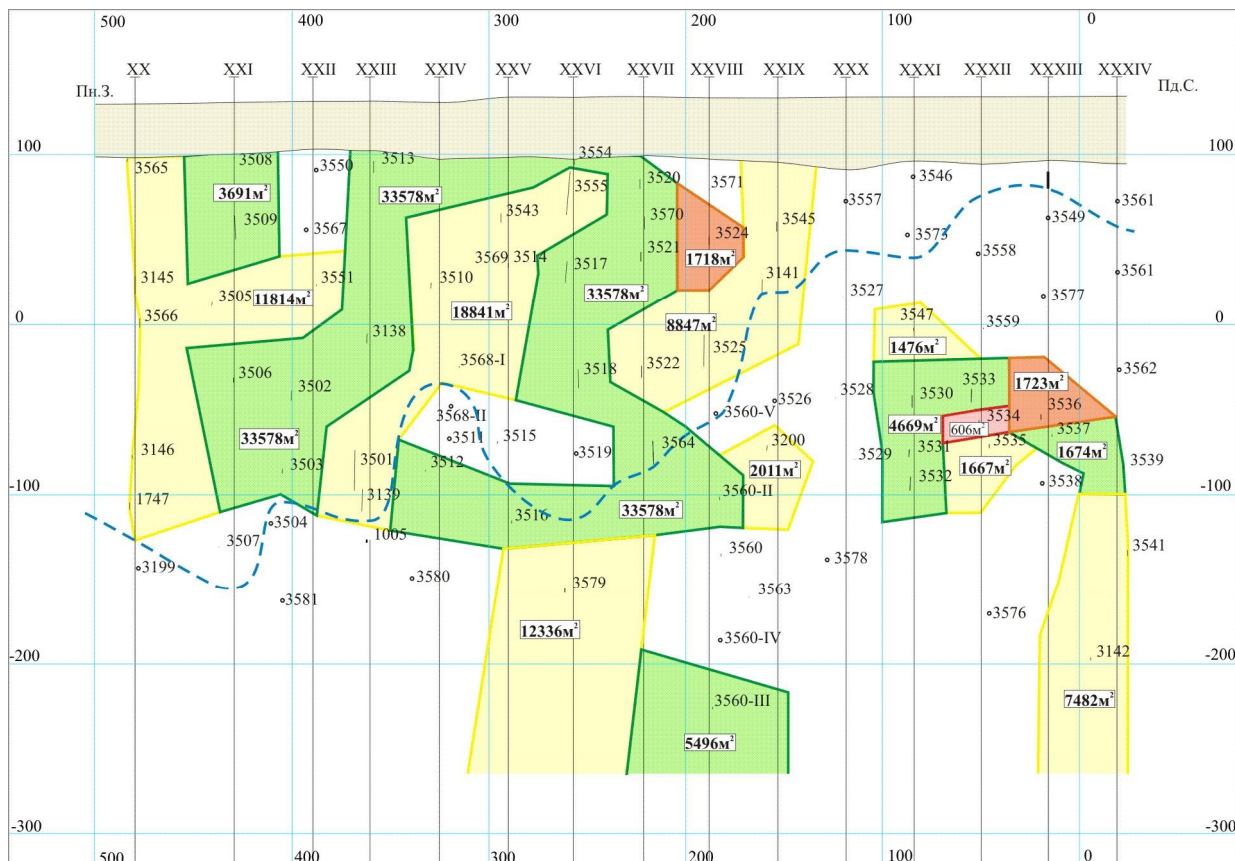 500 400 300 200 100 0
XX XXI XXII XXIII XXIV XXV XXVI XXVII XXVIII XXIX XXX XXXI XXXII XXXIII XXXIV
Пн.З. Пд.С.
100 100
3565 3508 3550 3513 3554 3520 3571 3557 3546
3691м² 33578м² 3555
3509 3567 3543 3570 3524 3545 3573 3549 3561
3569 3514 3521 1718м² 3558
3145 3551 3510 3517 3141 3561
3505 11814м² 33578м² 3527 3577
3566 18841м² 8847м² 3547 3559
0 0
3138 3522 3525 1476м²
3506 3568-I 3518 3562
3502 3528 3530 3533 1723м²
3568-II 3560-V 3526 3534 3536
33578м² 3511 3515 4669м² 606м² 3537
3146 3503 3501 3512 3519 3564 3200 3529 3531 3535 1674м²
2011м² 1667м² 3539
-100 -100
1747 3139 3560-II 3532 3538
3504 3516 33578м²
3507 1005 3560 3578 3541
3199 3580 3579 3563
3581 3576
12336м² 3560-IV
-200 -200
3142
3560-III 7482м²
5496м²
-300 -300
500 400 300 200 100 0